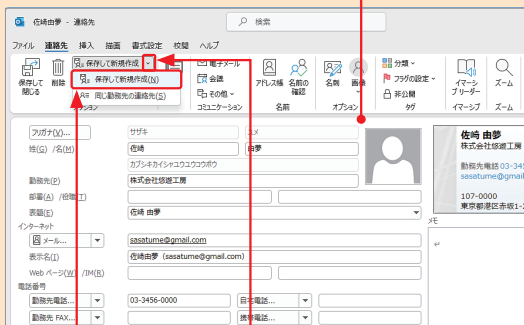 佐崎由夢 - 連絡先
検索
ファイル 連絡先 挿入 描画 書式設定 校閲 ヘルプ
保存して閉じる
削除
保存して新規作成
保存して新規作成(N)
同じ勤務先の連絡先(S)
電子メール
会議
その他
コミュニケーション
アドレス帳
名前の確認
名前
名刺
画像
オプション
分類
フラグの設定
非公開
タグ
イマーシブ リーダー
イマーシブ
ズーム
ズーム
フリガナ(Y)... サザキ ユメ
姓(G) /名(M) 佐崎 由夢
カブシキカイシャユウユウコウボウ
勤務先(P) 株式会社悠遊工房
部署(A) /役職(T)
表題(E) 佐崎 由夢
インターネット
メール... sasatume@gmail.com
表示名(I) 佐崎由夢 (sasatume@gmail.com)
Web ページ(W) /IM(R)
電話番号
勤務先電話... 03-3456-0000 自宅電話...
勤務先 FAX... 携帯電話...
佐崎 由夢
株式会社悠遊工房
勤務先電話 03-345
sasatume@gmail
107-0000
東京都港区赤坂1-2
メモ